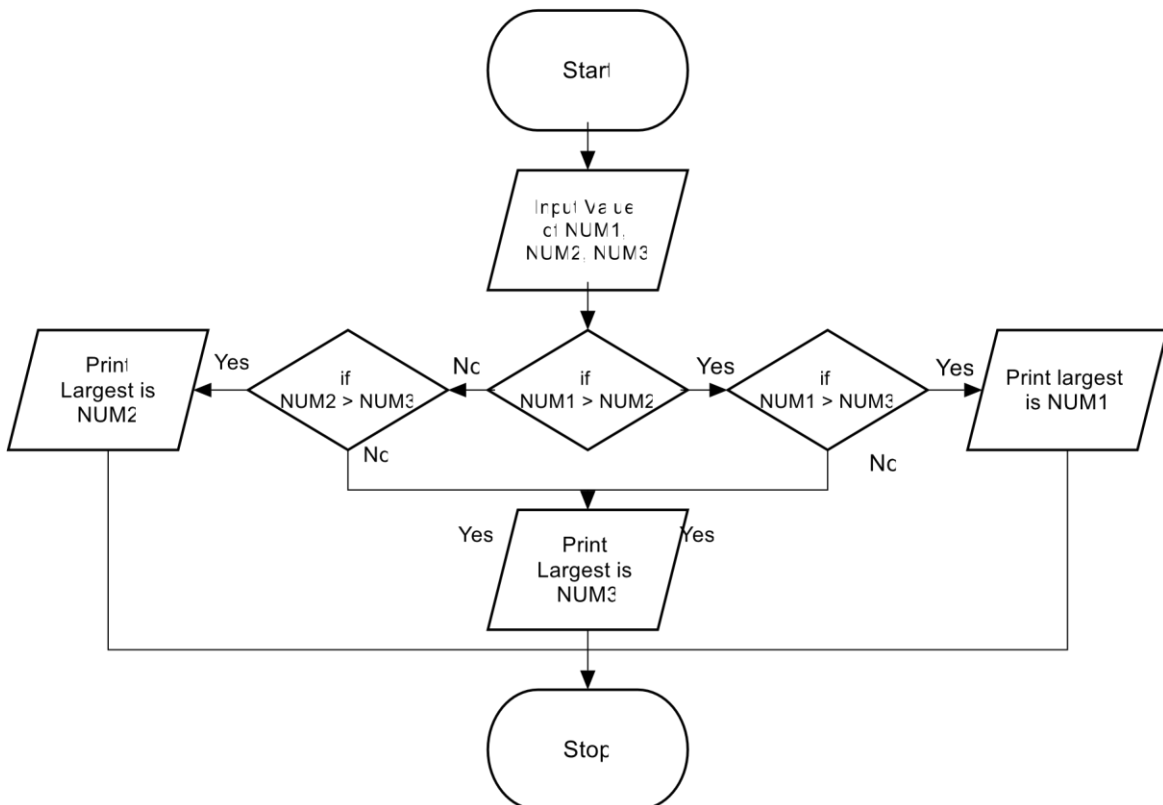 Start
Input Value
of NUM1,
NUM2, NUM3
Print
Largest is
NUM2
Yes
if
NUM2 > NUM3
No
if
NUM1 > NUM2
Yes
if
NUM1 > NUM3
Yes
Print largest
is NUM1
No
No
Yes
Print
Largest is
NUM3
Yes
Stop